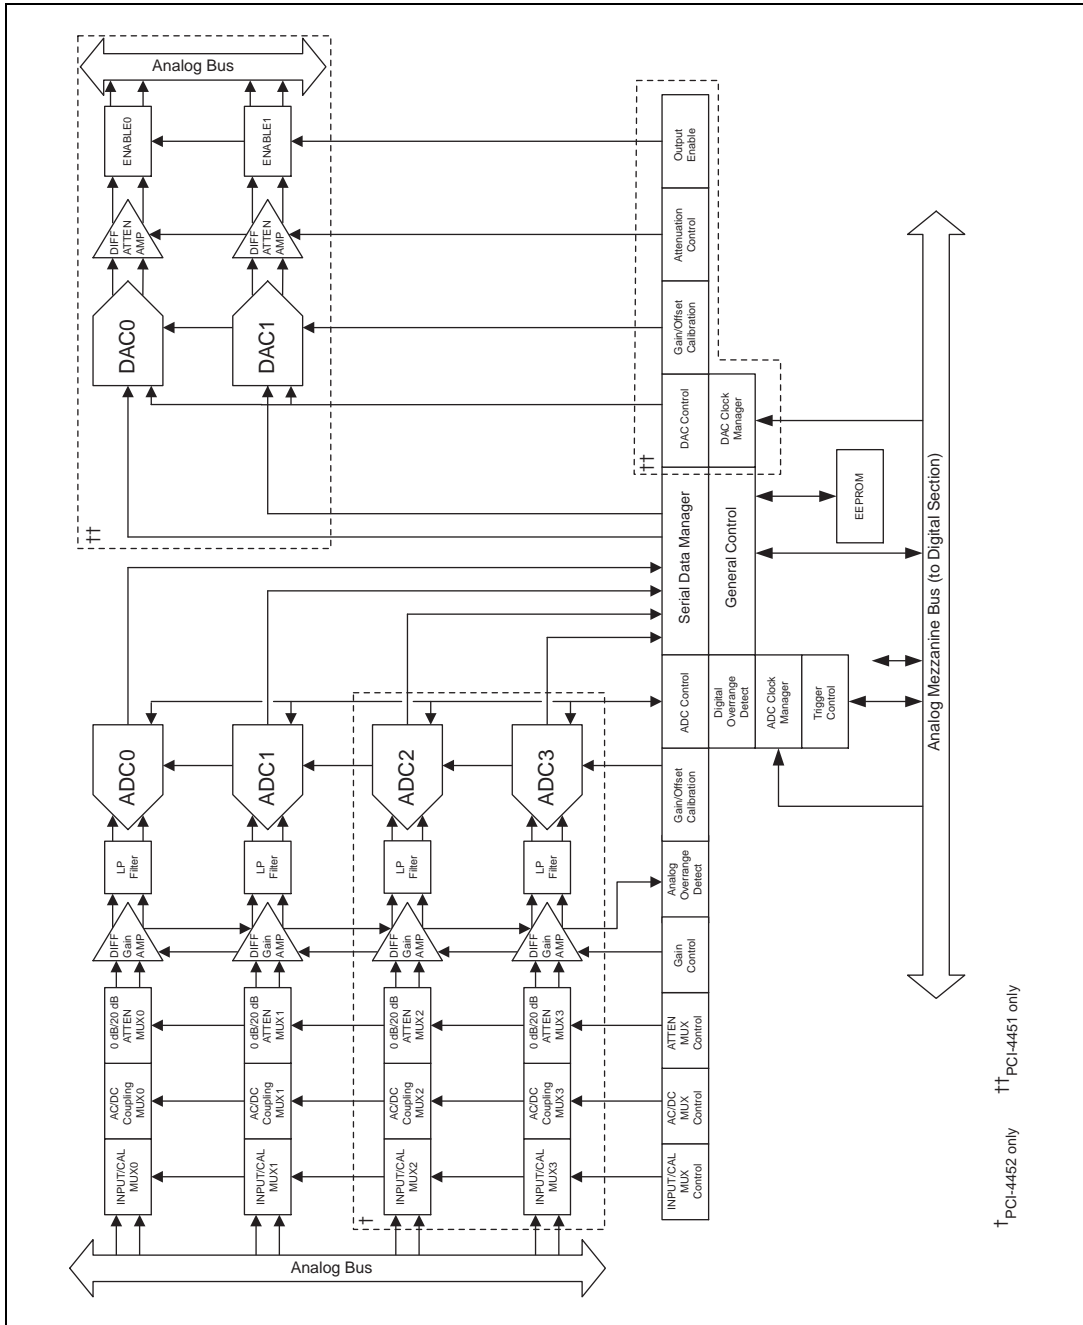 Analog Bus
ENABLE0
ENABLE1
DIFF
ATTEN
AMP
DIFF
ATTEN
AMP
DAC0
DAC1
††
Output
Enable
Attenuation
Control
Gain/Offset
Calibration
DAC Control
DAC Clock
Manager
††
Serial Data Manager
General Control
EEPROM
Analog Mezzanine Bus (to Digital Section)
ADC0
ADC1
ADC2
ADC3
ADC Control
Digital
Overrange
Detect
ADC Clock
Manager
Trigger
Control
Gain/Offset
Calibration
LP
Filter
LP
Filter
LP
Filter
LP
Filter
Analog
Overrange
Detect
DIFF
Gain
AMP
DIFF
Gain
AMP
DIFF
Gain
AMP
DIFF
Gain
AMP
Gain
Control
0 dB/20 dB
ATTEN
MUX0
0 dB/20 dB
ATTEN
MUX1
0 dB/20 dB
ATTEN
MUX2
0 dB/20 dB
ATTEN
MUX3
ATTEN
MUX
Control
AC/DC
Coupling
MUX0
AC/DC
Coupling
MUX1
AC/DC
Coupling
MUX2
AC/DC
Coupling
MUX3
AC/DC
MUX
Control
INPUT/CAL
MUX0
INPUT/CAL
MUX1
INPUT/CAL
MUX2
INPUT/CAL
MUX3
INPUT/CAL
MUX
Control
†
Analog Bus
†PCI-4452 only
††PCI-4451 only